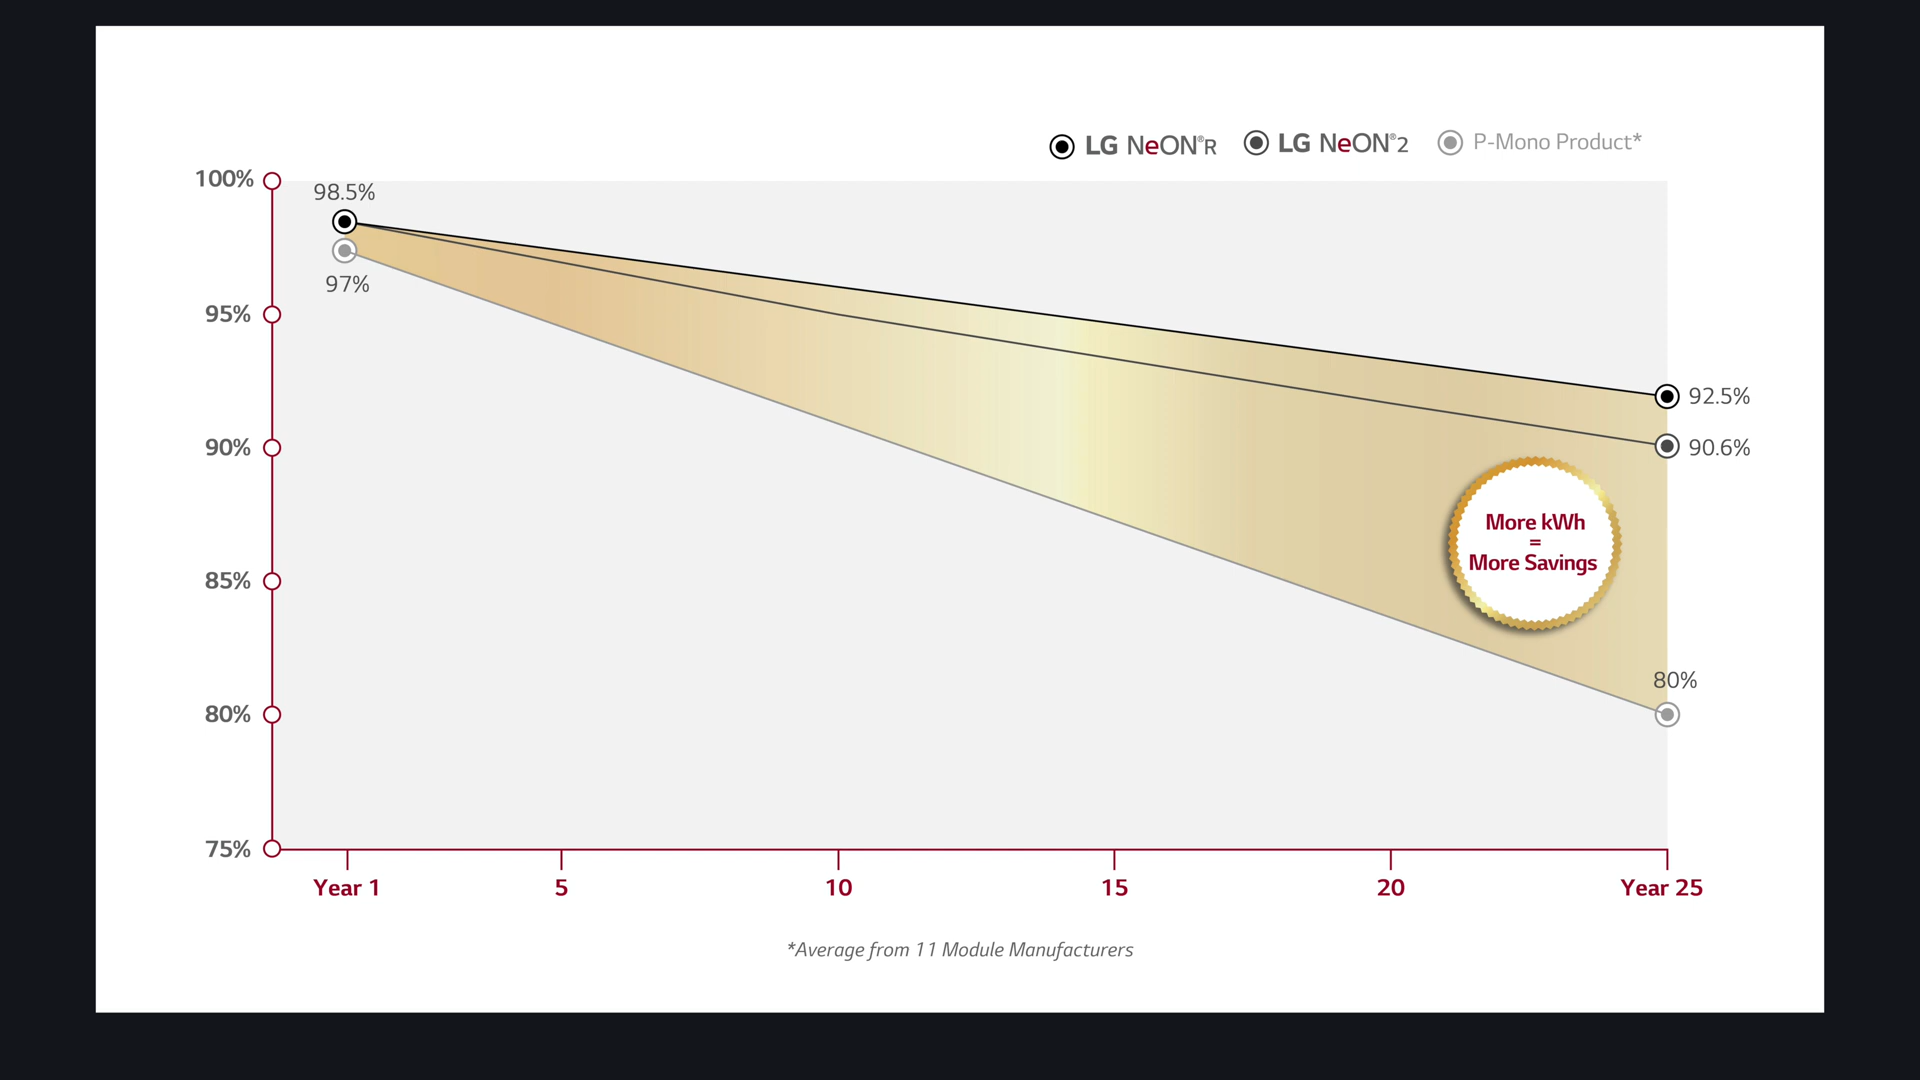 LG NeON®R
LG NeON®2
P-Mono Product*
100%
95%
90%
85%
80%
75%
98.5%
97%
92.5%
90.6%
More kWh
=
More Savings
80%
Year 1
5
10
15
20
Year 25
*Average from 11 Module Manufacturers